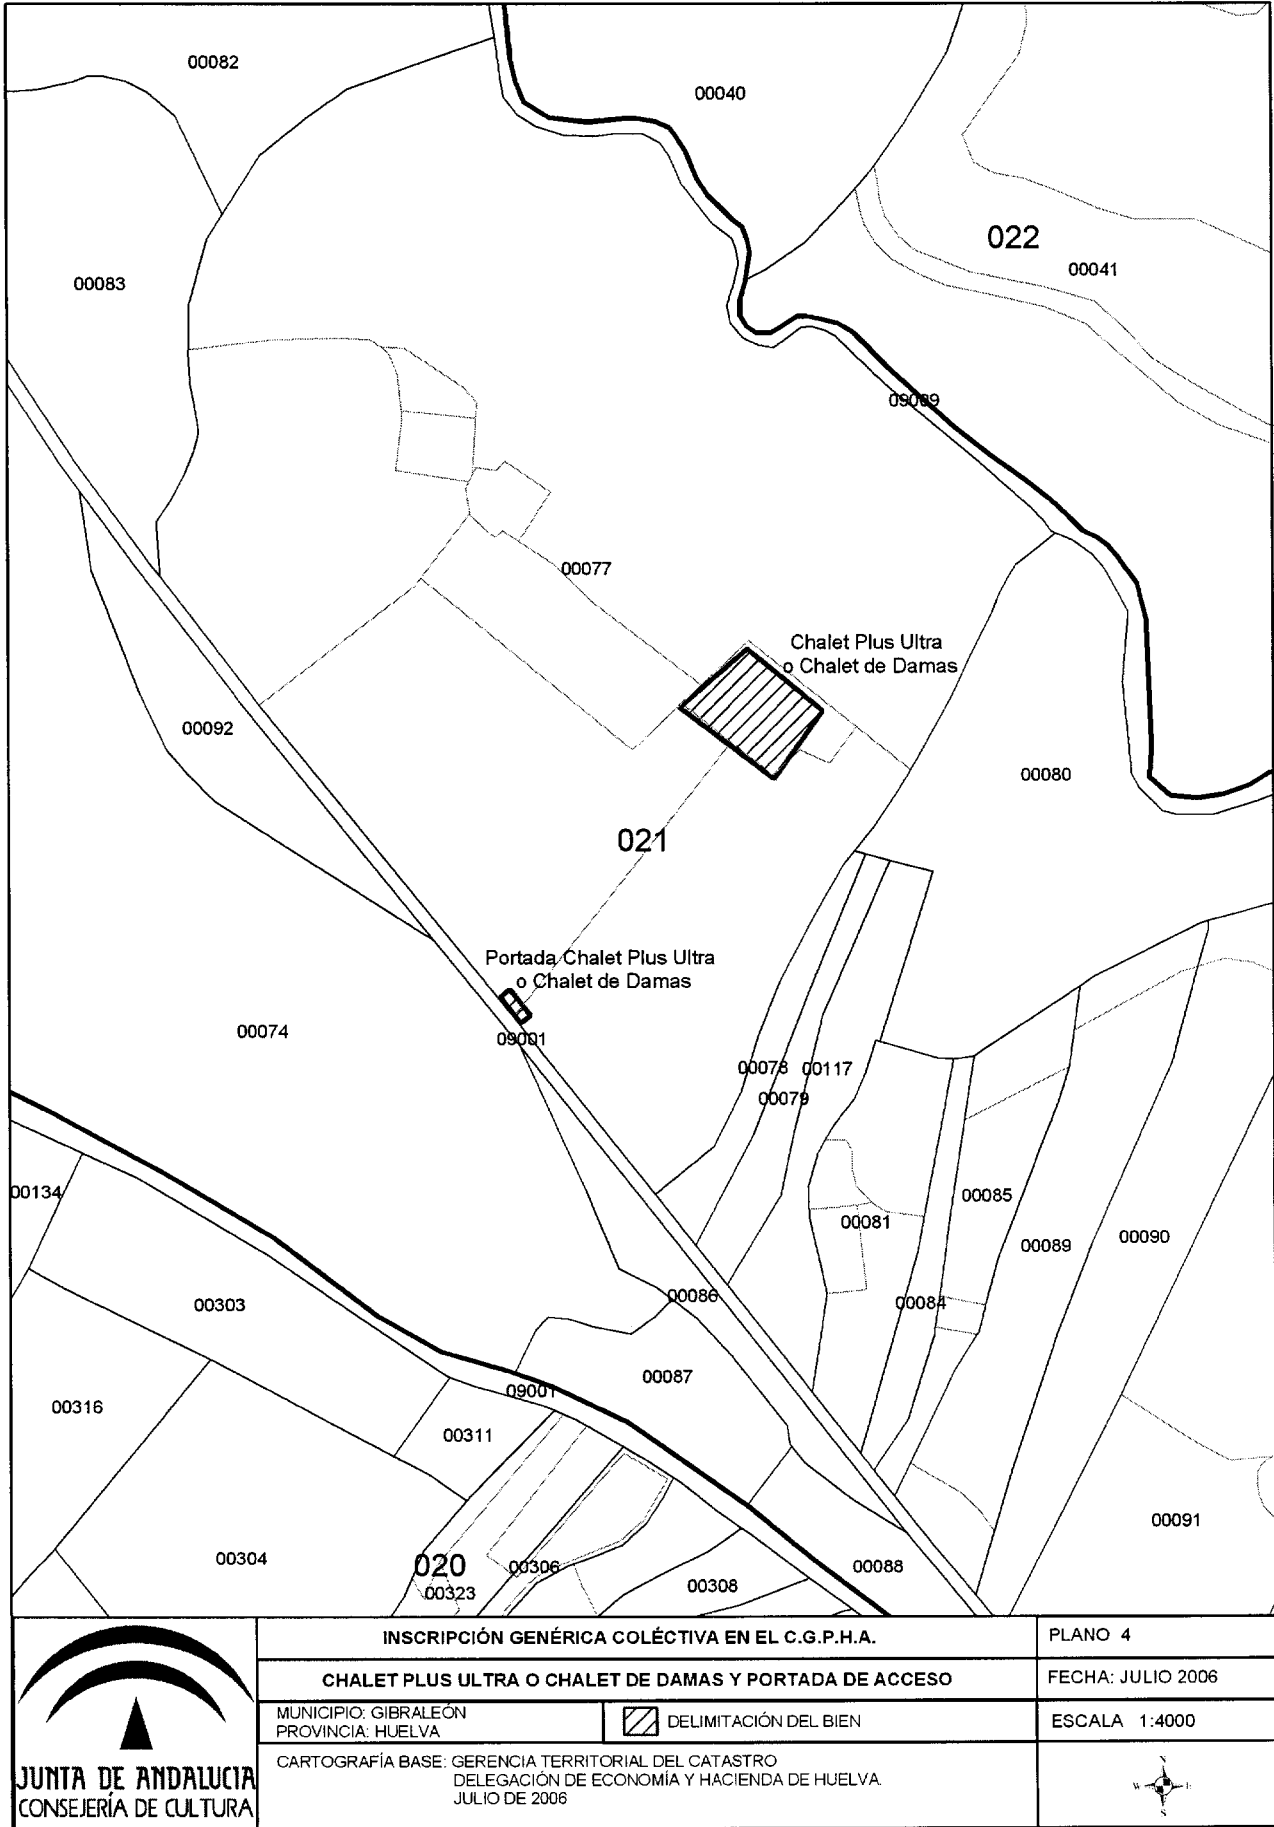 00082
00040
022
00041
00083
09009
00077
Chalet Plus Ultra
o Chalet de Damas
00092
00080
021
Portada Chalet Plus Ultra
o Chalet de Damas
00074
09001
00078
00117
00079
00134
00085
00081
00090
00089
00086
00084
00303
00087
09001
00316
00311
00091
00304
020
00306
00088
00308
00323
INSCRIPCIÓN GENÉRICA COLÉCTIVA EN EL C.G.P.H.A.
PLANO 4
CHALET PLUS ULTRA O CHALET DE DAMAS Y PORTADA DE ACCESO
FECHA: JULIO 2006
MUNICIPIO: GIBRALEÓN
PROVINCIA: HUELVA
DELIMITACIÓN DEL BIEN
ESCALA 1:4000
CARTOGRAFÍA BASE: GERENCIA TERRITORIAL DEL CATASTRO
DELEGACIÓN DE ECONOMÍA Y HACIENDA DE HUELVA.
JULIO DE 2006
JUNTA DE ANDALUCIA
CONSEJERÍA DE CULTURA
N
W
E
S